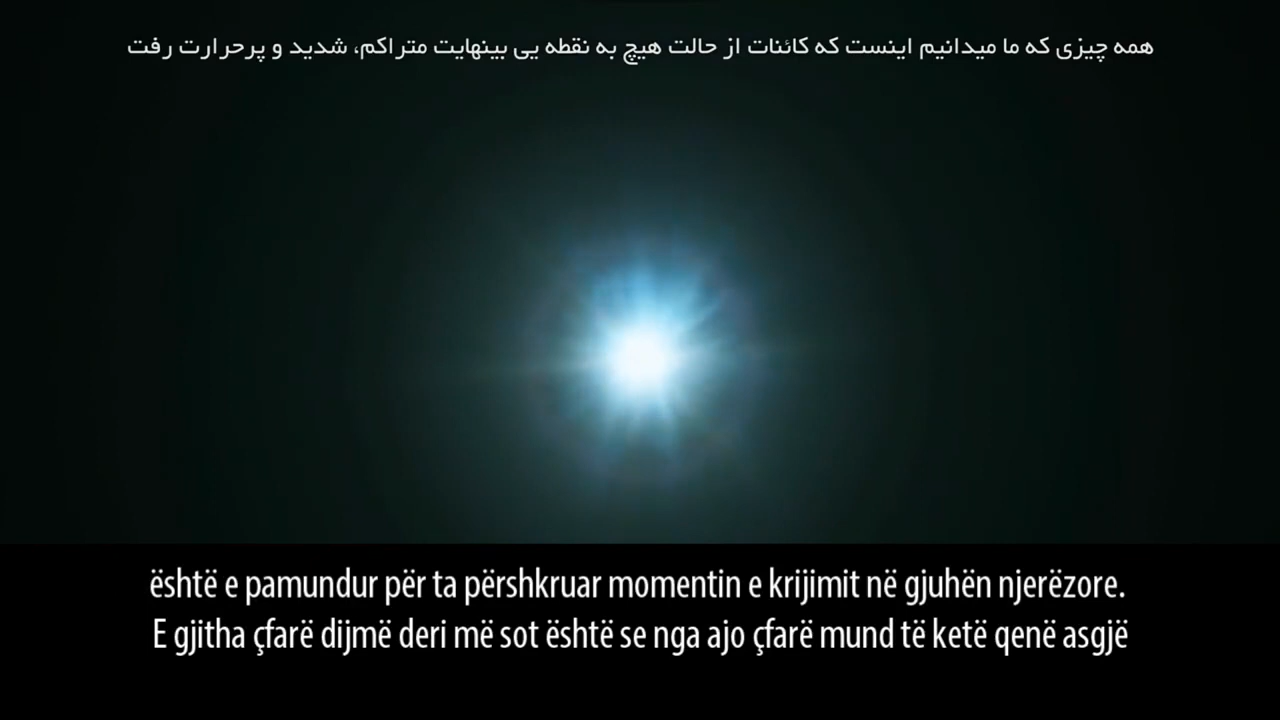 همه چیزی که ما میدانیم اینست که کائنات از حالت هیچ به نقطه یی بینهایت متراکم، شدید و پرحرارت رفت
është e pamundur për ta përshkruar momentin e krijimit në gjuhën njerëzore.
E gjitha çfarë dijmë deri më sot është se nga ajo çfarë mund të ketë qenë asgjë